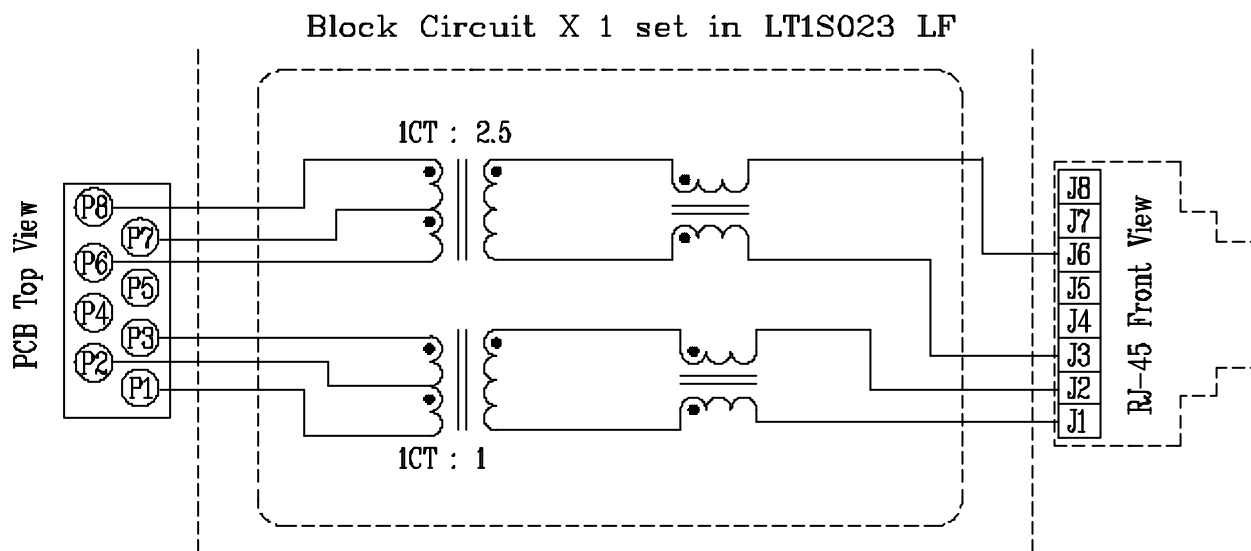 Block Circuit X 1 set in LT1S023 LF
1CT : 2.5
PCB Top View
P8
P7
P6
P5
P4
P3
P2
P1
1CT : 1
J8
J7
J6
J5
J4
J3
J2
J1
RJ-45 Front View